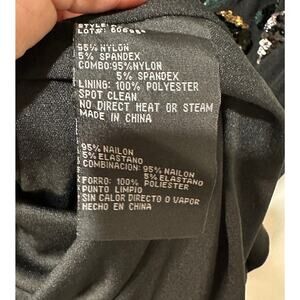 95% NYLON
5% SPANDEX
COMBO:95%NYLON
5% SPANDEX
LINING: 100% POLYESTER
SPOT CLEAN
NO DIRECT HEAT OR STEAM
MADE IN CHINA
95% NAILON
5% ELASTANO
COMBINACION: 95% NAILON
5% ELASTANO
FORRO: 100% POLIESTER
PUNTO LIMPIO
SIN CALOR DIRECTO O VAPOR
HECHO EN CHINA